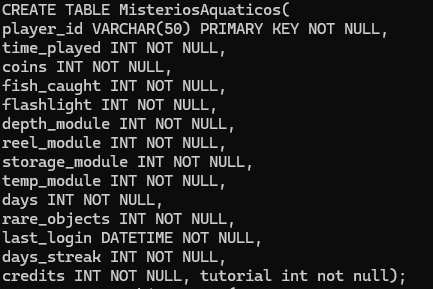 CREATE TABLE MisteriosAquaticos(
player_id VARCHAR(50) PRIMARY KEY NOT NULL,
time_played INT NOT NULL,
coins INT NOT NULL,
fish_caught INT NOT NULL,
flashlight INT NOT NULL,
depth_module INT NOT NULL,
reel_module INT NOT NULL,
storage_module INT NOT NULL,
temp_module INT NOT NULL,
days INT NOT NULL,
rare_objects INT NOT NULL,
last_login DATETIME NOT NULL,
days_streak INT NOT NULL,
credits INT NOT NULL, tutorial int not null);